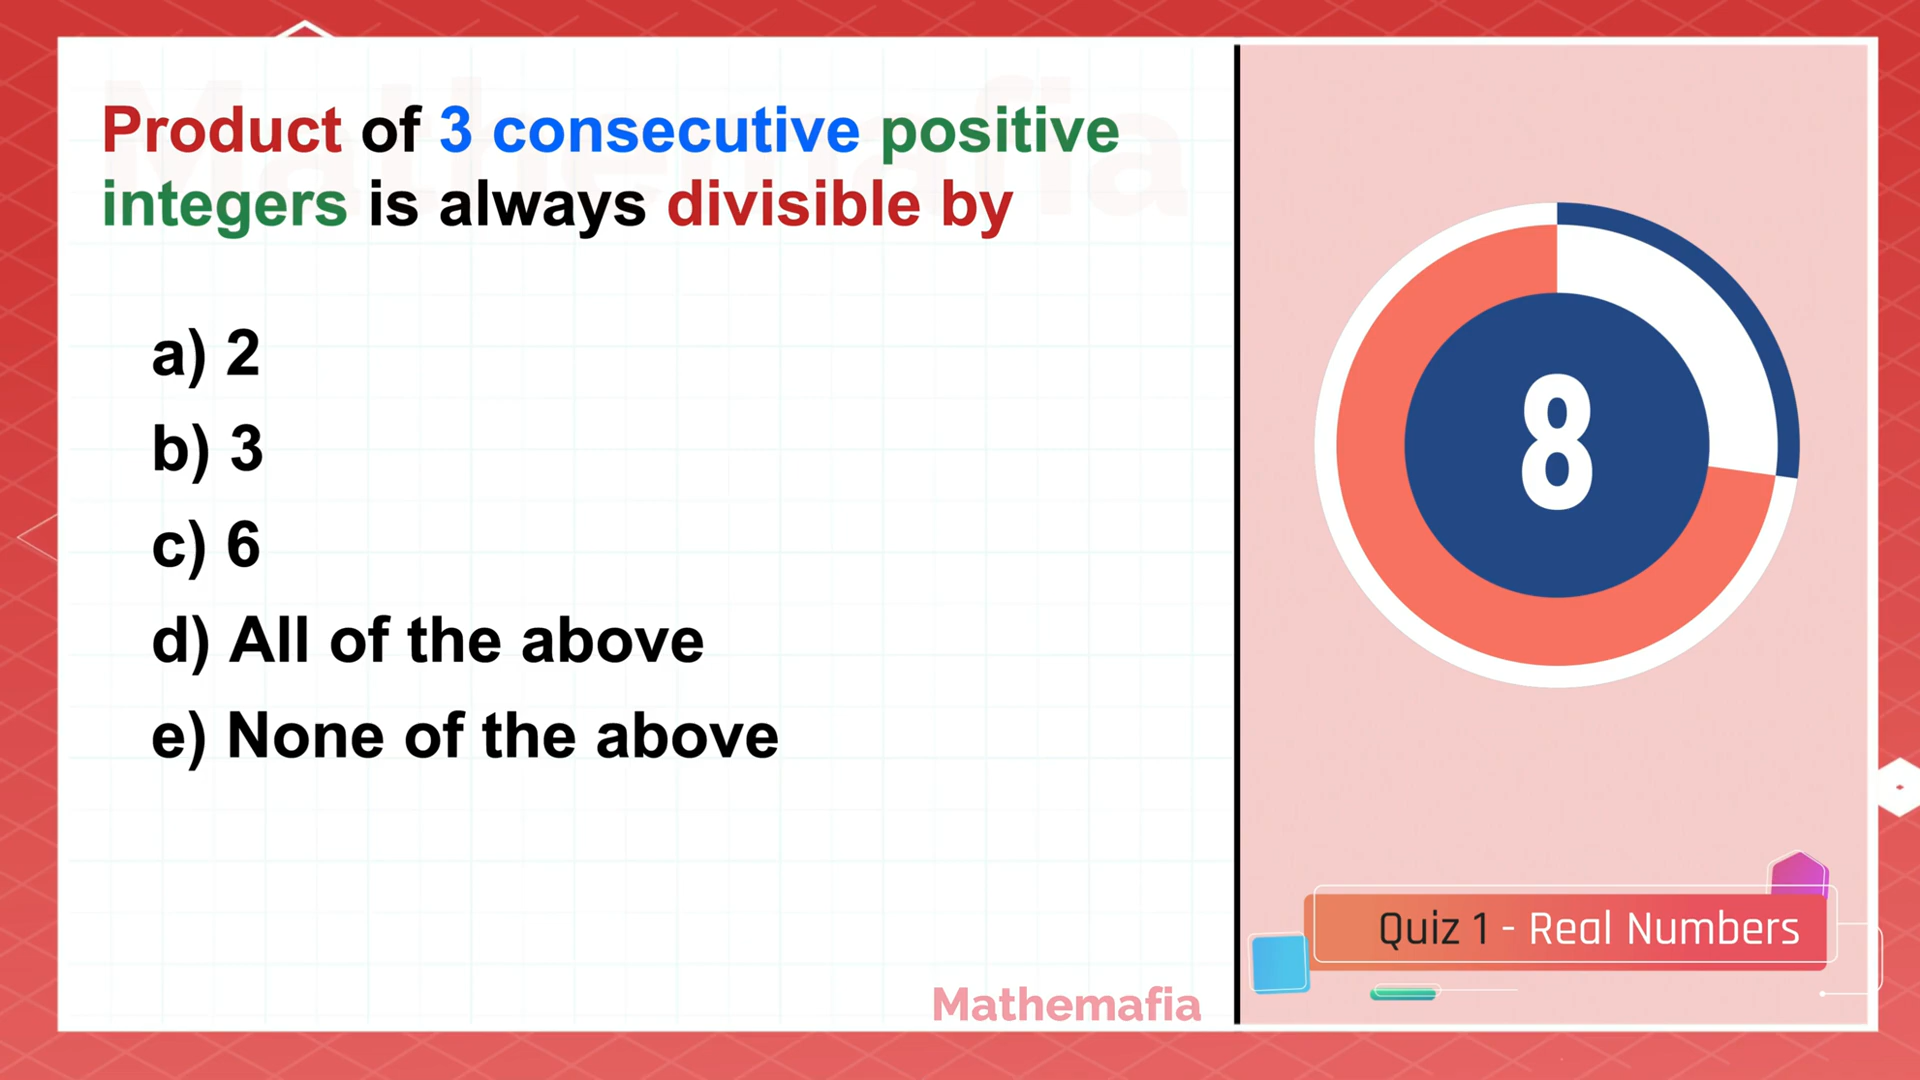 Product of 3 consecutive positive
integers is always divisible by
a) 2
b) 3
c) 6
d) All of the above
e) None of the above
8
Quiz 1 - Real Numbers
Mathemafia
Mathemafia